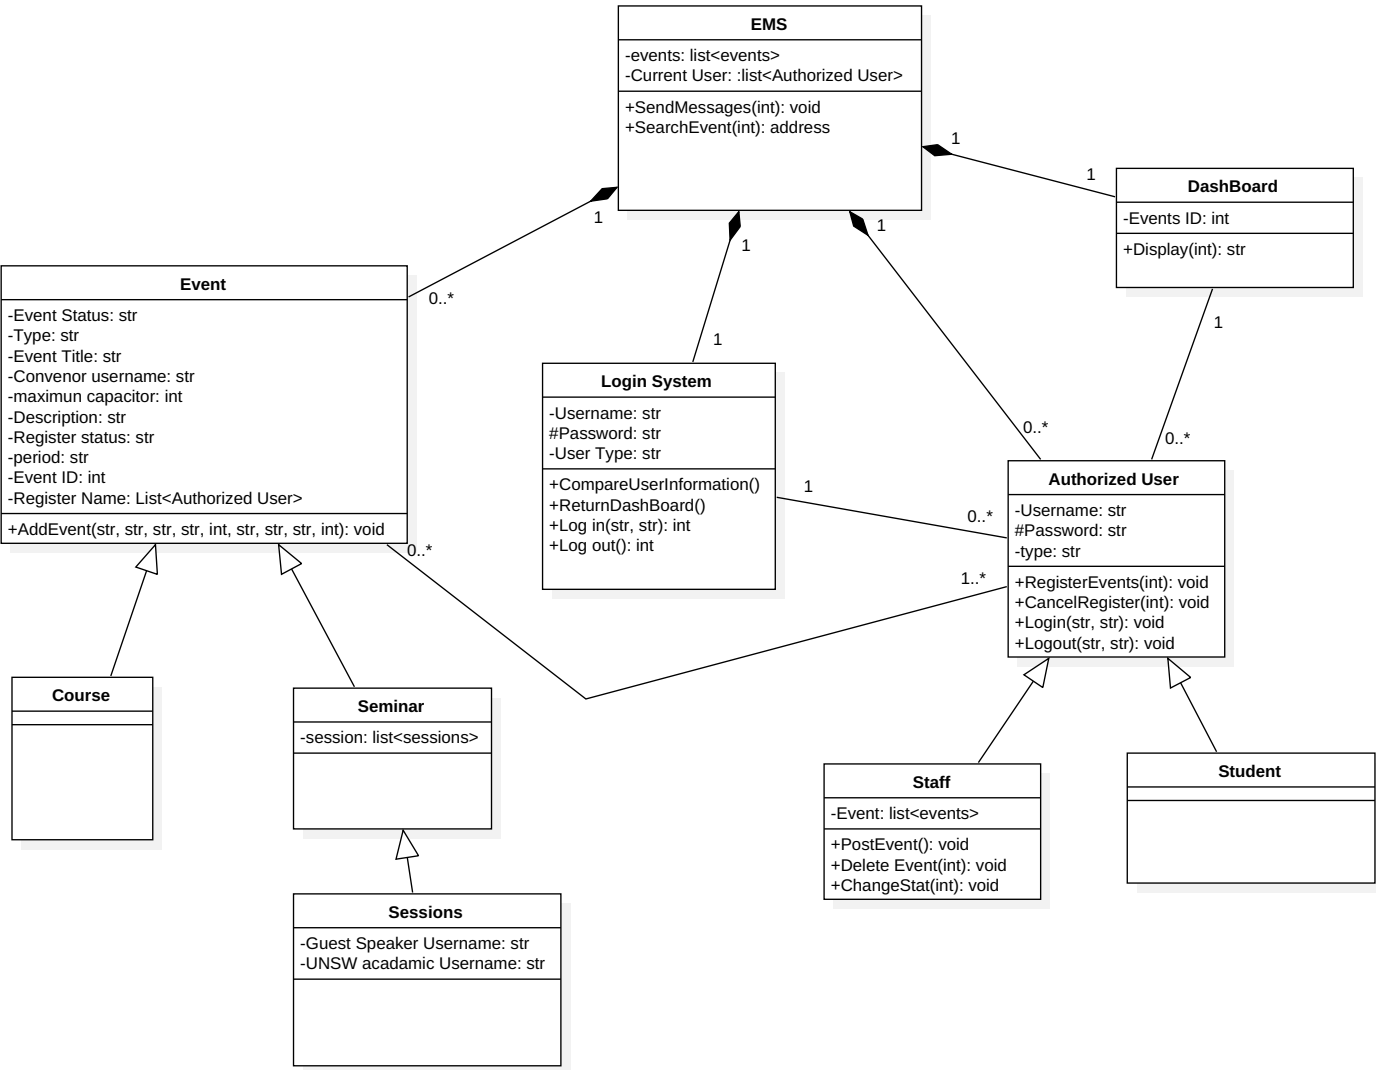 EMS
-events: list<events>
-Current User: :list<Authorized User>
+SendMessages(int): void
+SearchEvent(int): address
1
1
DashBoard
-Events ID: int
+Display(int): str
1
0..*
1
1
1
0..*
1
0..*
Event
-Event Status: str
-Type: str
-Event Title: str
-Convenor username: str
-maximun capacitor: int
-Description: str
-Register status: str
-period: str
-Event ID: int
-Register Name: List<Authorized User>
+AddEvent(str, str, str, str, int, str, str, str, int): void
Login System
-Username: str
#Password: str
-User Type: str
+CompareUserInformation()
+ReturnDashBoard()
+Log in(str, str): int
+Log out(): int
1
0..*
0..*
1..*
Authorized User
-Username: str
#Password: str
-type: str
+RegisterEvents(int): void
+CancelRegister(int): void
+Login(str, str): void
+Logout(str, str): void
Course
Seminar
-session: list<sessions>
Staff
-Event: list<events>
+PostEvent(): void
+Delete Event(int): void
+ChangeStat(int): void
Student
Sessions
-Guest Speaker Username: str
-UNSW acadamic Username: str